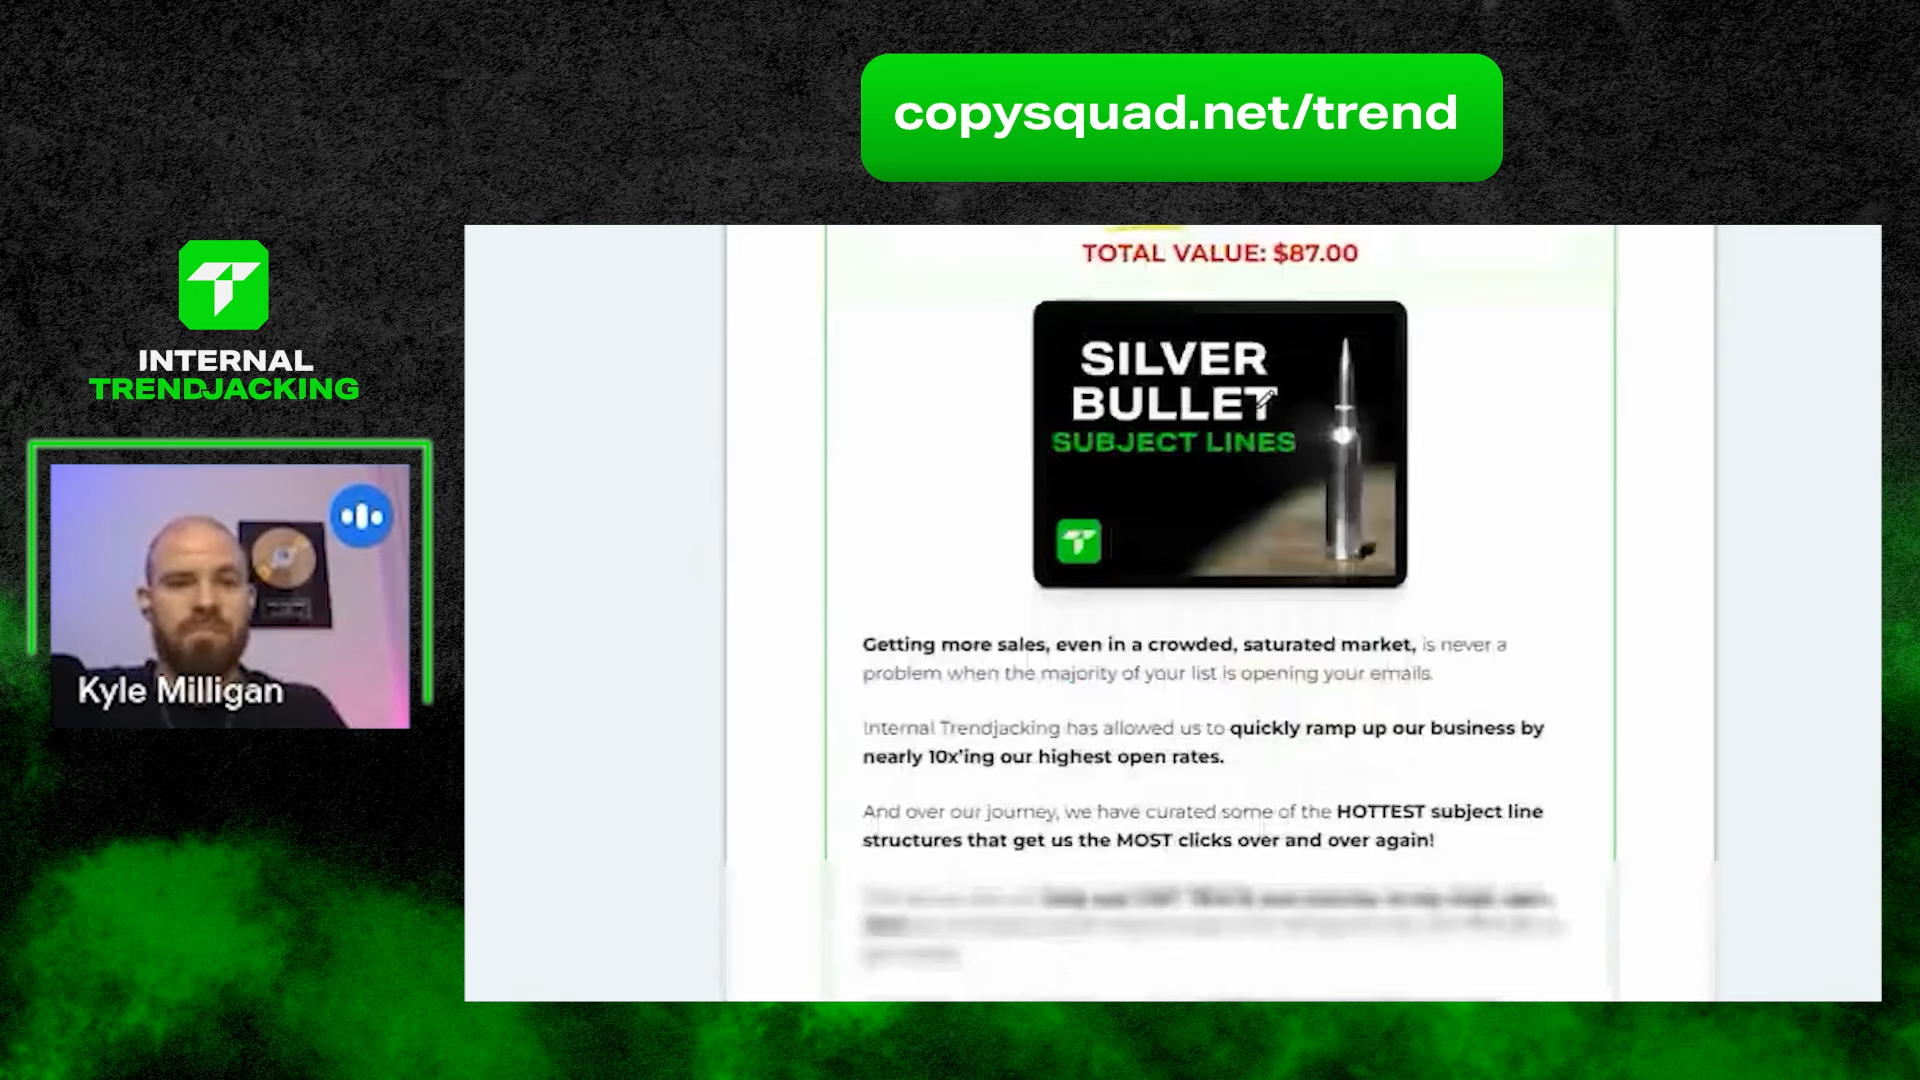 copysquad.net/trend
INTERNAL
TRENDJACKING
Kyle Milligan
TOTAL VALUE: $87.00
SILVER
BULLET
SUBJECT LINES
Getting more sales, even in a crowded, saturated market, is never a
problem when the majority of your list is opening your emails.
Internal Trendjacking has allowed us to quickly ramp up our business by
nearly 10x'ing our highest open rates.
And over our journey, we have curated some of the HOTTEST subject line
structures that get us the MOST clicks over and over again!